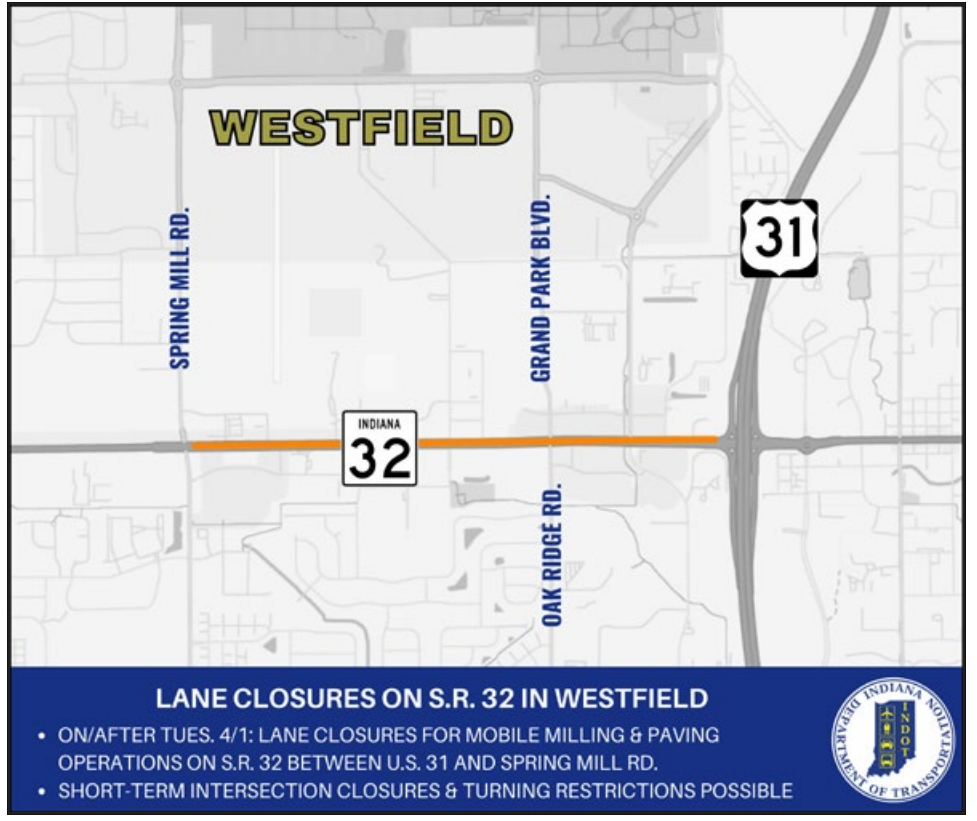 WESTFIELD
SPRING MILL RD.
GRAND PARK BLVD.
31
INDIANA
32
OAK RIDGE RD.
LANE CLOSURES ON S.R. 32 IN WESTFIELD
• ON/AFTER TUES. 4/1: LANE CLOSURES FOR MOBILE MILLING & PAVING
OPERATIONS ON S.R. 32 BETWEEN U.S. 31 AND SPRING MILL RD.
• SHORT-TERM INTERSECTION CLOSURES & TURNING RESTRICTIONS POSSIBLE
INDIANA
DEPARTMENT OF TRANSPORTATION
INDOT